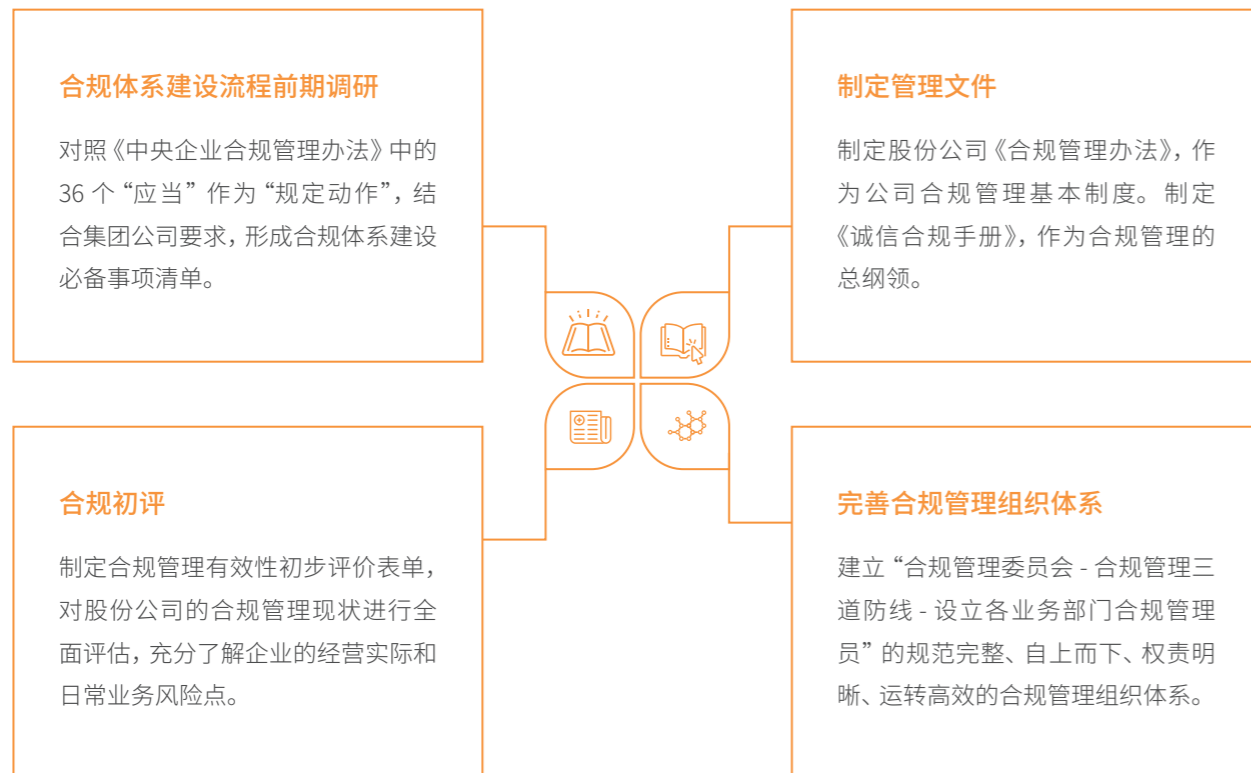 合规体系建设流程前期调研
对照《中央企业合规管理办法》中的
36 个“应当”作为“规定动作”，结
合集团公司要求，形成合规体系建设
必备事项清单。
制定管理文件
制定股份公司《合规管理办法》，作
为公司合规管理基本制度。制定
《诚信合规手册》，作为合规管理的
总纲领。
合规初评
制定合规管理有效性初步评价表单，
对股份公司的合规管理现状进行全
面评估，充分了解企业的经营实际和
日常业务风险点。
完善合规管理组织体系
建立“合规管理委员会 - 合规管理三
道防线 - 设立各业务部门合规管理
员”的规范完整、自上而下、权责明
晰、运转高效的合规管理组织体系。